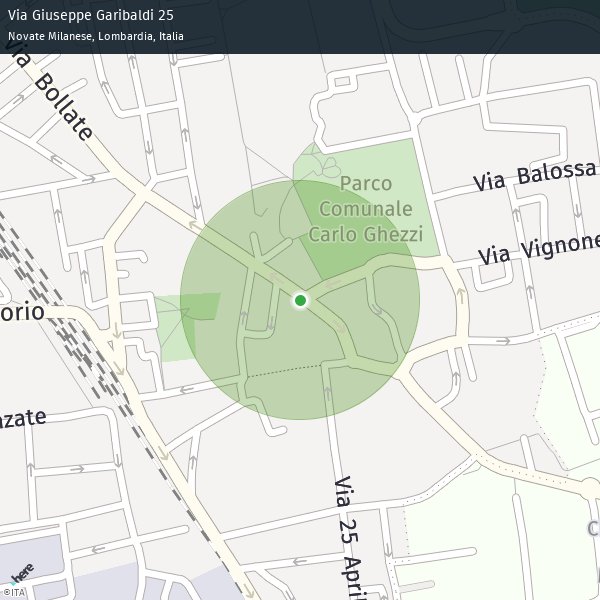 Via Giuseppe Garibaldi 25
Novate Milanese, Lombardia, Italia
Via Bollate
Via Balossa
Parco
Comunale
Carlo Ghezzi
Via Vignone
orio
zate
Via 25 April
C
here
©ITA